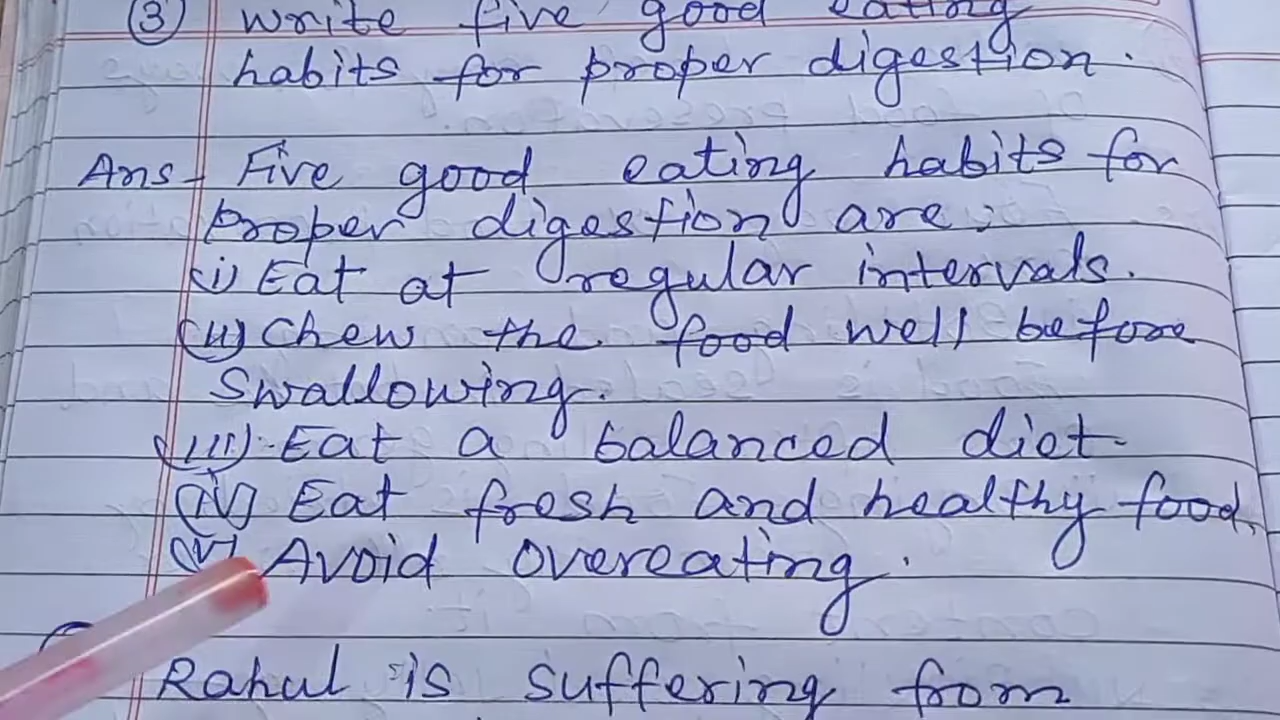 ③ Write five good eating
habits for proper digestion.
Ans- Five good eating habits for
proper digestion are:
(i) Eat at regular intervals.
(ii) Chew the food well before
Swallowing.
(iii) Eat a balanced diet.
(iv) Eat fresh and healthy food.
(v) Avoid overeating.
Rahul is suffering from